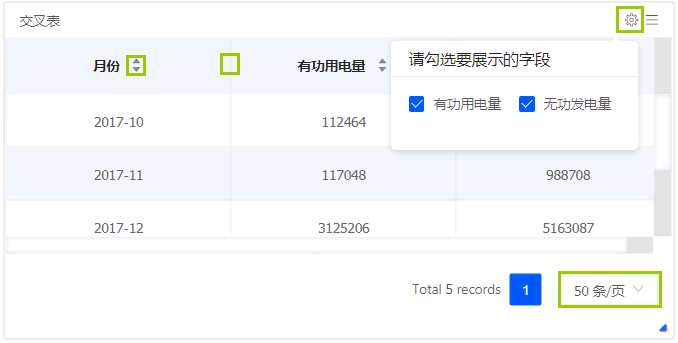 交叉表
月份 有功用电量
请勾选要展示的字段
有功用电量 无功发电量
2017-10 112464
2017-11 117048 988708
2017-12 3125206 5163087
Total 5 records 1 50 条/页